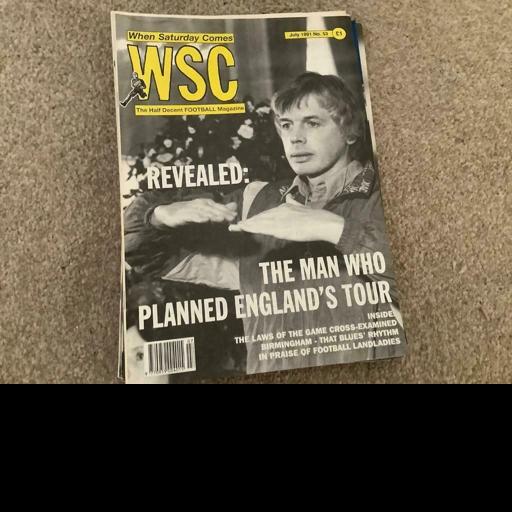 When Saturday Comes
July 1991 No. 53 £1
WSC
The Half Decent FOOTBALL Magazine
REVEALED:
THE MAN WHO
PLANNED ENGLAND'S TOUR
INSIDE
THE LAWS OF THE GAME CROSS-EXAMINED
BIRMINGHAM - THAT BLUES' RHYTHM
IN PRAISE OF FOOTBALL LANDLADIES